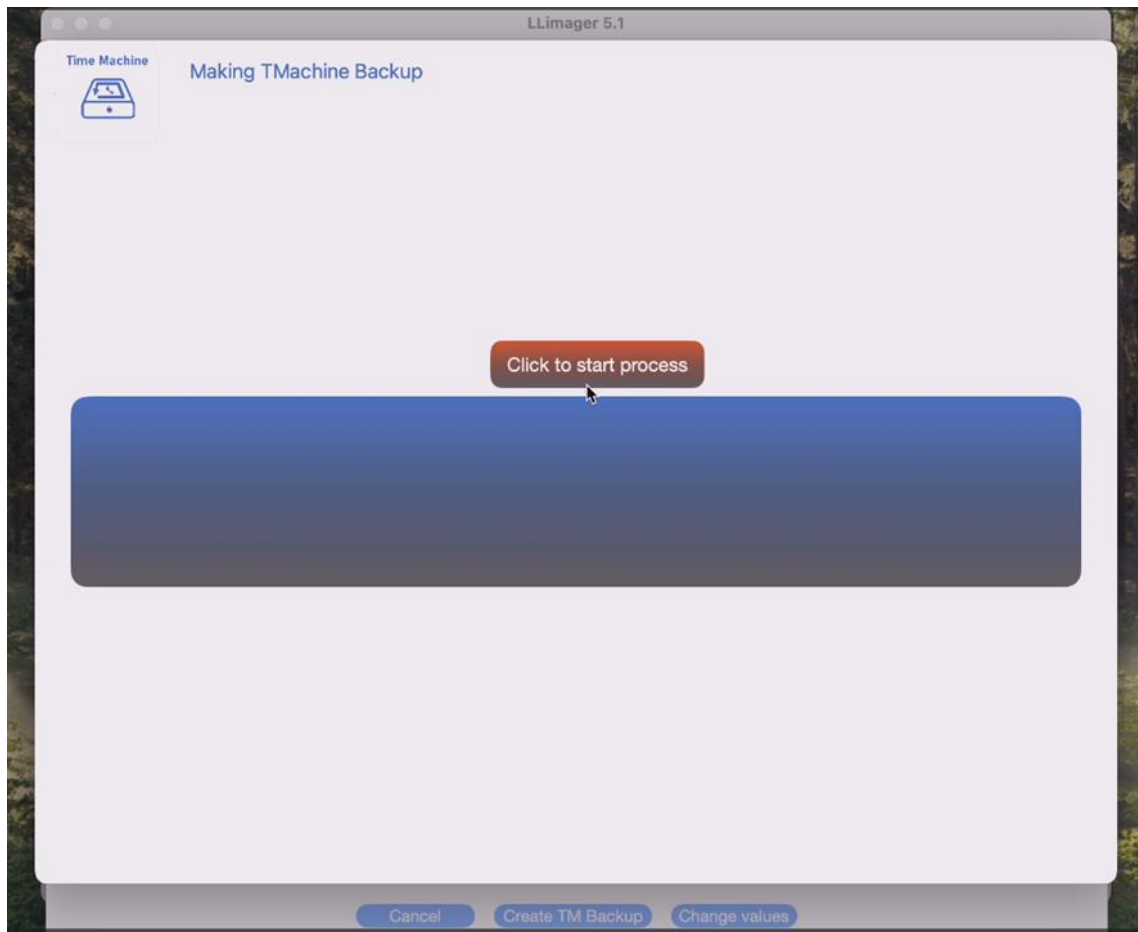 LLimager 5.1
Time Machine
Making TMachine Backup
Click to start process
Cancel
Create TM Backup
Change values